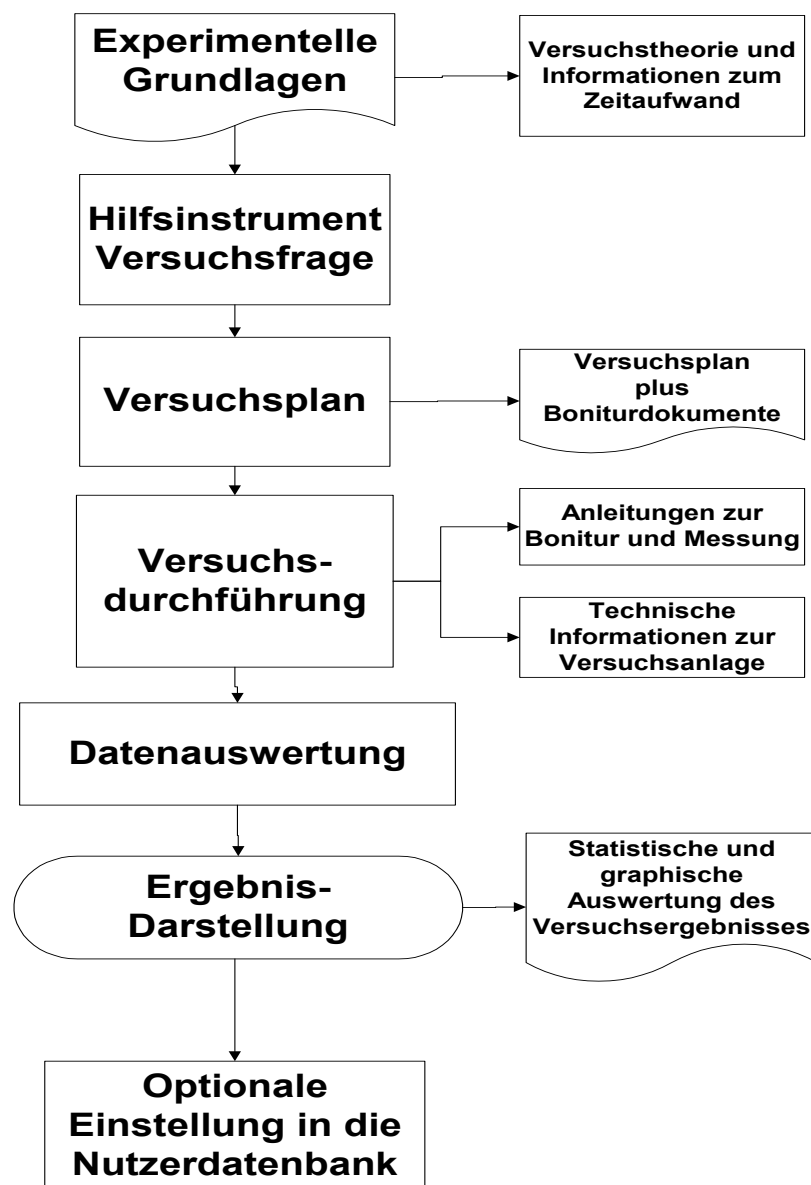 Experimentelle
Grundlagen
Versuchstheorie und
Informationen zum
Zeitaufwand
Hilfsinstrument
Versuchsfrage
Versuchsplan
Versuchsplan
plus
Boniturdokumente
Versuchs-
durchführung
Anleitungen zur
Bonitur und Messung
Technische
Informationen zur
Versuchsanlage
Datenauswertung
Ergebnis-
Darstellung
Statistische und
graphische
Auswertung des
Versuchsergebnisses
Optionale
Einstellung in die
Nutzerdatenbank